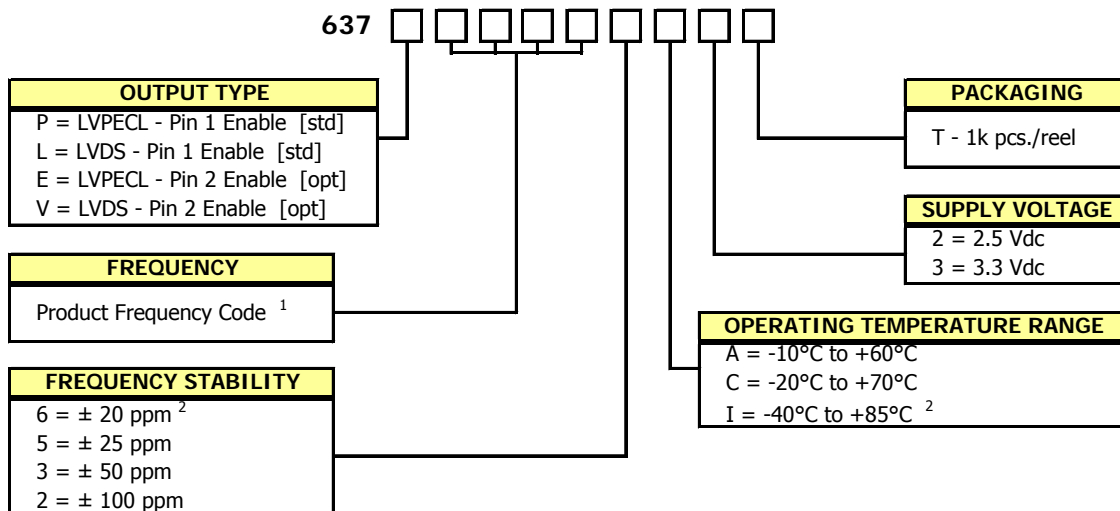 637
OUTPUT TYPE
P = LVPECL - Pin 1 Enable [std]
L = LVDS - Pin 1 Enable [std]
E = LVPECL - Pin 2 Enable [opt]
V = LVDS - Pin 2 Enable [opt]
FREQUENCY
Product Frequency Code 1
FREQUENCY STABILITY
6 = ± 20 ppm 2
5 = ± 25 ppm
3 = ± 50 ppm
2 = ± 100 ppm
PACKAGING
T - 1k pcs./reel
SUPPLY VOLTAGE
2 = 2.5 Vdc
3 = 3.3 Vdc
OPERATING TEMPERATURE RANGE
A = -10°C to +60°C
C = -20°C to +70°C
I = -40°C to +85°C 2